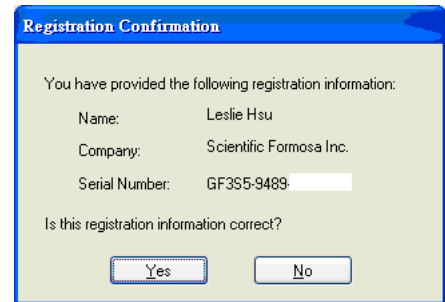 Registration Confirmation
You have provided the following registration information:
Name: Leslie Hsu
Company: Scientific Formosa Inc.
Serial Number: GF3S5-9489-
Is this registration information correct?
Yes No